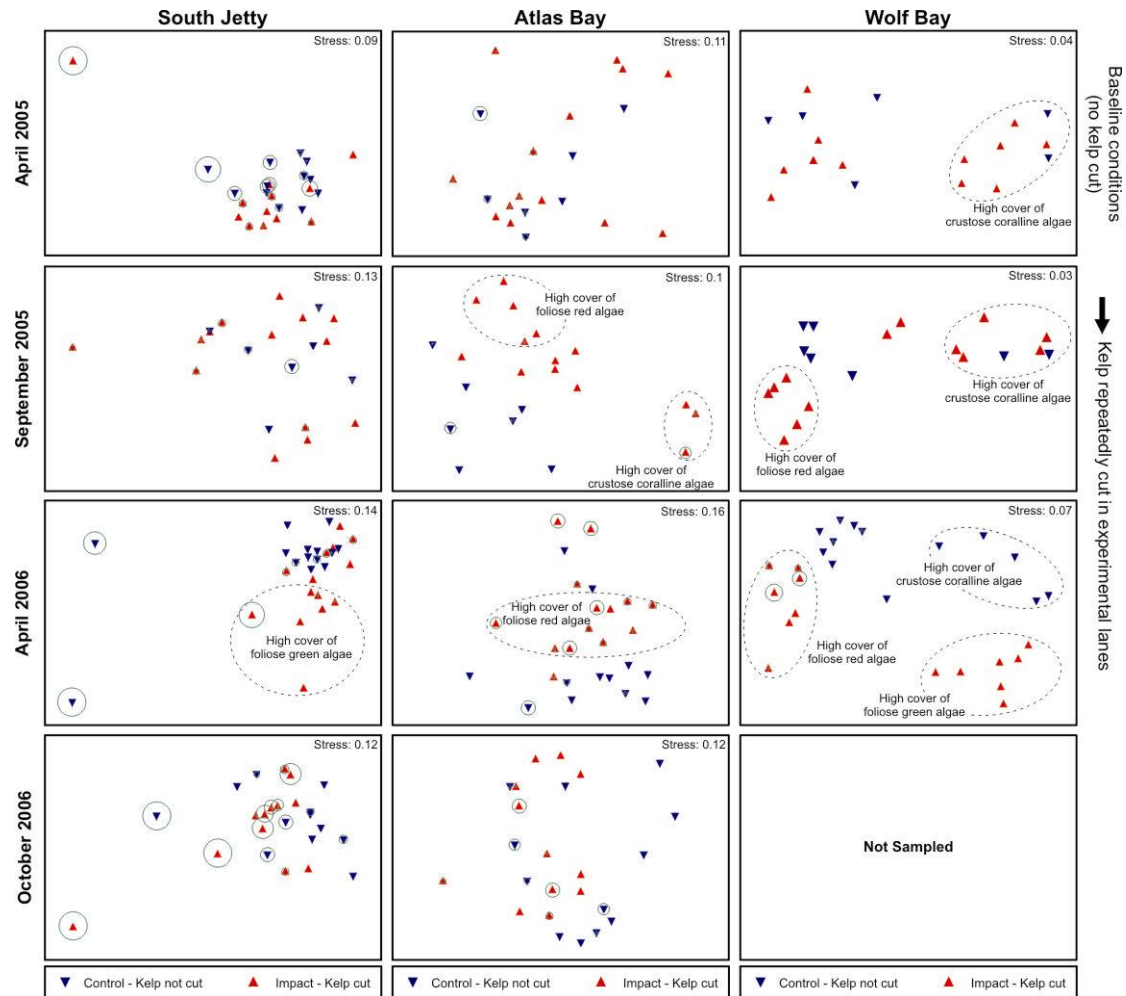 South Jetty
Atlas Bay
Wolf Bay
April 2005
Stress: 0.09
Stress: 0.11
Stress: 0.04
High cover of
crustose coralline algae
Baseline conditions
(no kelp cut)
September 2005
Stress: 0.13
Stress: 0.1
High cover of
foliose red algae
High cover of
crustose coralline algae
Stress: 0.03
High cover of
crustose coralline algae
High cover of
foliose red algae
Kelp repeatedly cut in experimental lanes
April 2006
Stress: 0.14
High cover of
foliose green algae
Stress: 0.16
High cover of
foliose red algae
Stress: 0.07
High cover of
crustose coralline algae
High cover of
foliose red algae
High cover of
foliose green algae
October 2006
Stress: 0.12
Stress: 0.12
Not Sampled
Control - Kelp not cut
Impact - Kelp cut
Control - Kelp not cut
Impact - Kelp cut
Control - Kelp not cut
Impact - Kelp cut